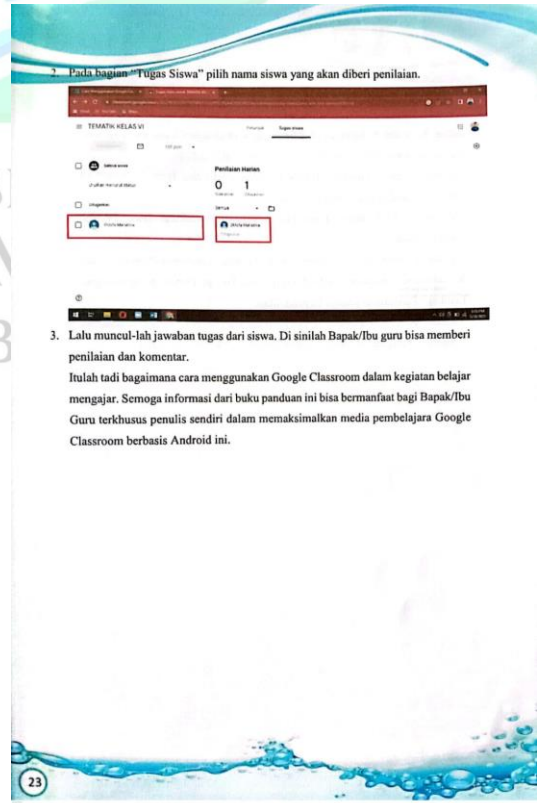 2. Pada bagian "Tugas Siswa" pilih nama siswa yang akan diberi penilaian.
TEMATIK KELAS VI
Tugas siswa
Penilaian Harian
0 1
Semua
3. Lalu muncul-lah jawaban tugas dari siswa. Di sinilah Bapak/Ibu guru bisa memberi
penilaian dan komentar.
Itulah tadi bagaimana cara menggunakan Google Classroom dalam kegiatan belajar
mengajar. Semoga informasi dari buku panduan ini bisa bermanfaat bagi Bapak/Ibu
Guru terkhusus penulis sendiri dalam memaksimalkan media pembelajara Google
Classroom berbasis Android ini.
23